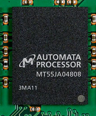 AUTOMATA
PROCESSOR
MT55JA04808
3MA11